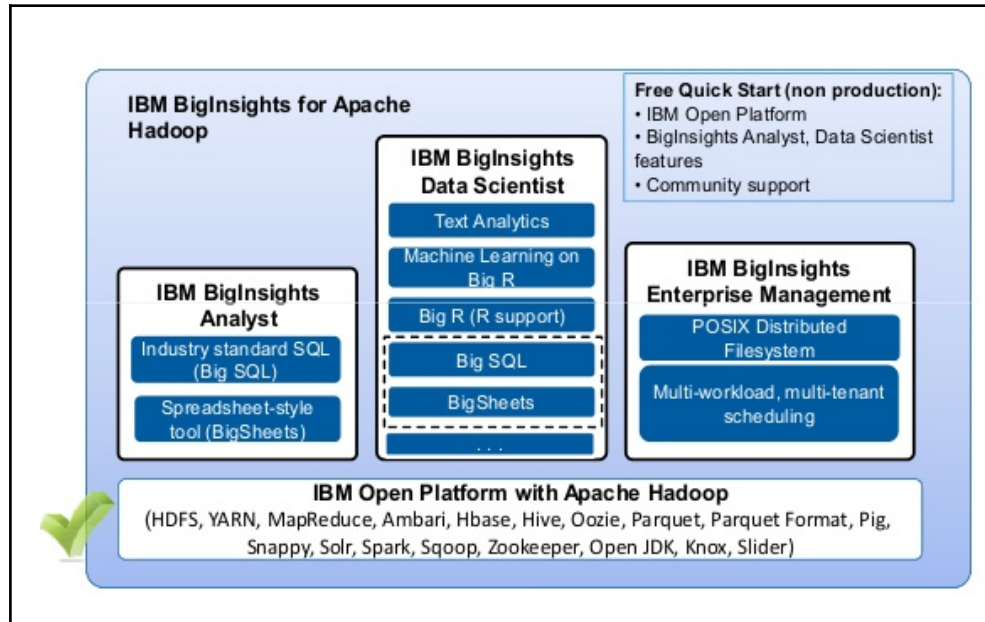 IBM BigInsights for Apache
Hadoop
Free Quick Start (non production):
• IBM Open Platform
• BigInsights Analyst, Data Scientist
features
• Community support
IBM BigInsights
Analyst
Industry standard SQL
(Big SQL)
Spreadsheet-style
tool (BigSheets)
IBM BigInsights
Data Scientist
Text Analytics
Machine Learning on
Big R
Big R (R support)
Big SQL
BigSheets
. . .
IBM BigInsights
Enterprise Management
POSIX Distributed
Filesystem
Multi-workload, multi-tenant
scheduling
IBM Open Platform with Apache Hadoop
(HDFS, YARN, MapReduce, Ambari, Hbase, Hive, Oozie, Parquet, Parquet Format, Pig,
Snappy, Solr, Spark, Sqoop, Zookeeper, Open JDK, Knox, Slider)